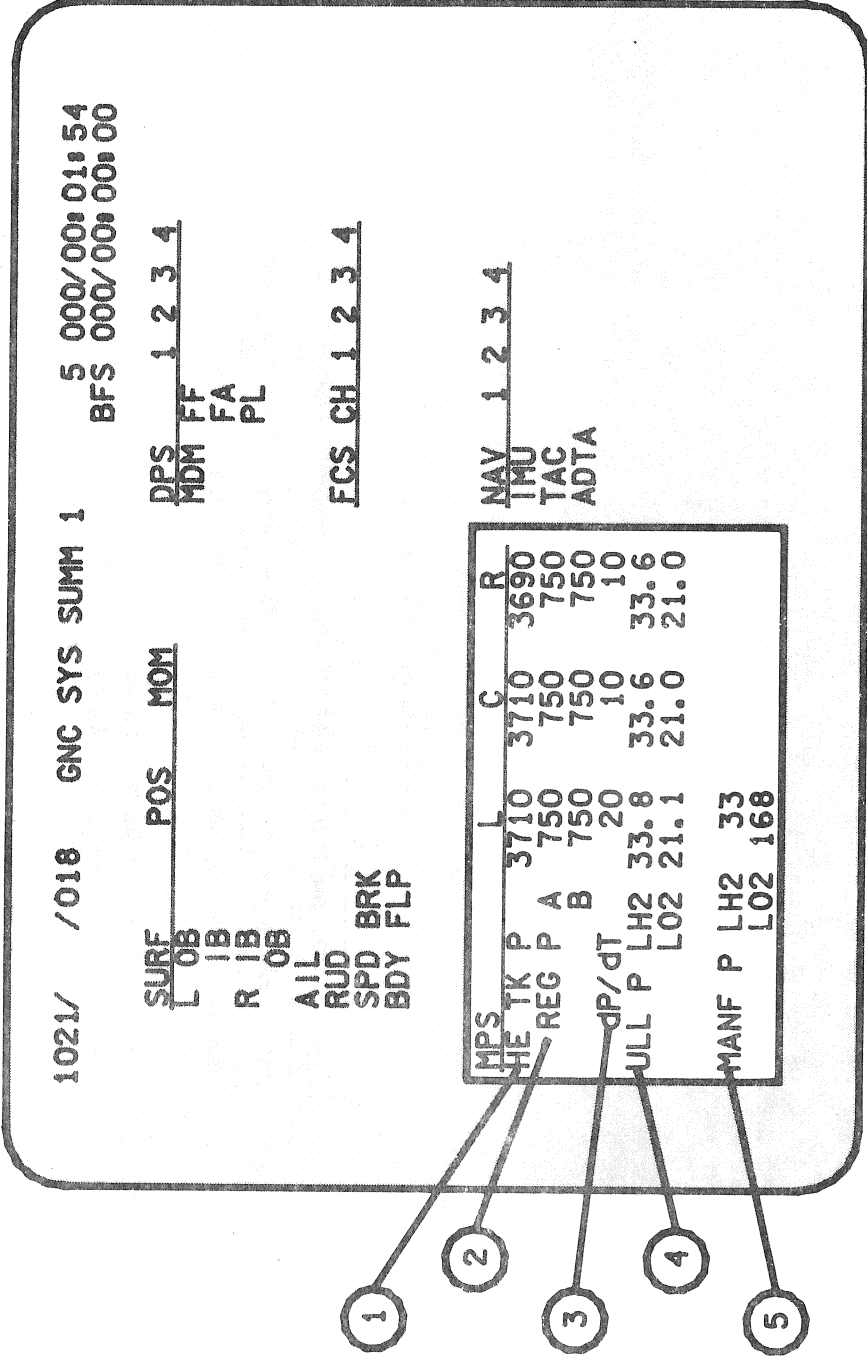 1021/ /018 GNC SYS SUMM 1 5 000/00:01:54
BFS 000/00:00:00
SURF POS MOM
L OB
IB
R IB
OB
AIL
RUD
SPD BRK
BDY FLP
DPS 1 2 3 4
MDM FF
FA
PL
FCS CH 1 2 3 4
MPS L C R
HE TK P 3710 3710 3690
REG P A 750 750 750
B 750 750 750
dP/dT 20 10 10
ULL P LH2 33.8 33.6 33.6
LO2 21.1 21.0 21.0
MANF P LH2 33
LO2 168
NAV 1 2 3 4
IMU
TAC
ADTA
1
2
3
4
5